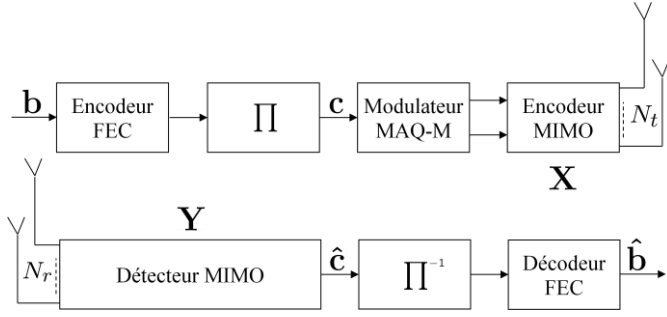 b
Encodeur
FEC
∏
c
Modulateur
MAQ-M
Encodeur
MIMO
N_t
X
Y
N_r
Détecteur MIMO
ĉ
∏⁻¹
Décodeur
FEC
b̂